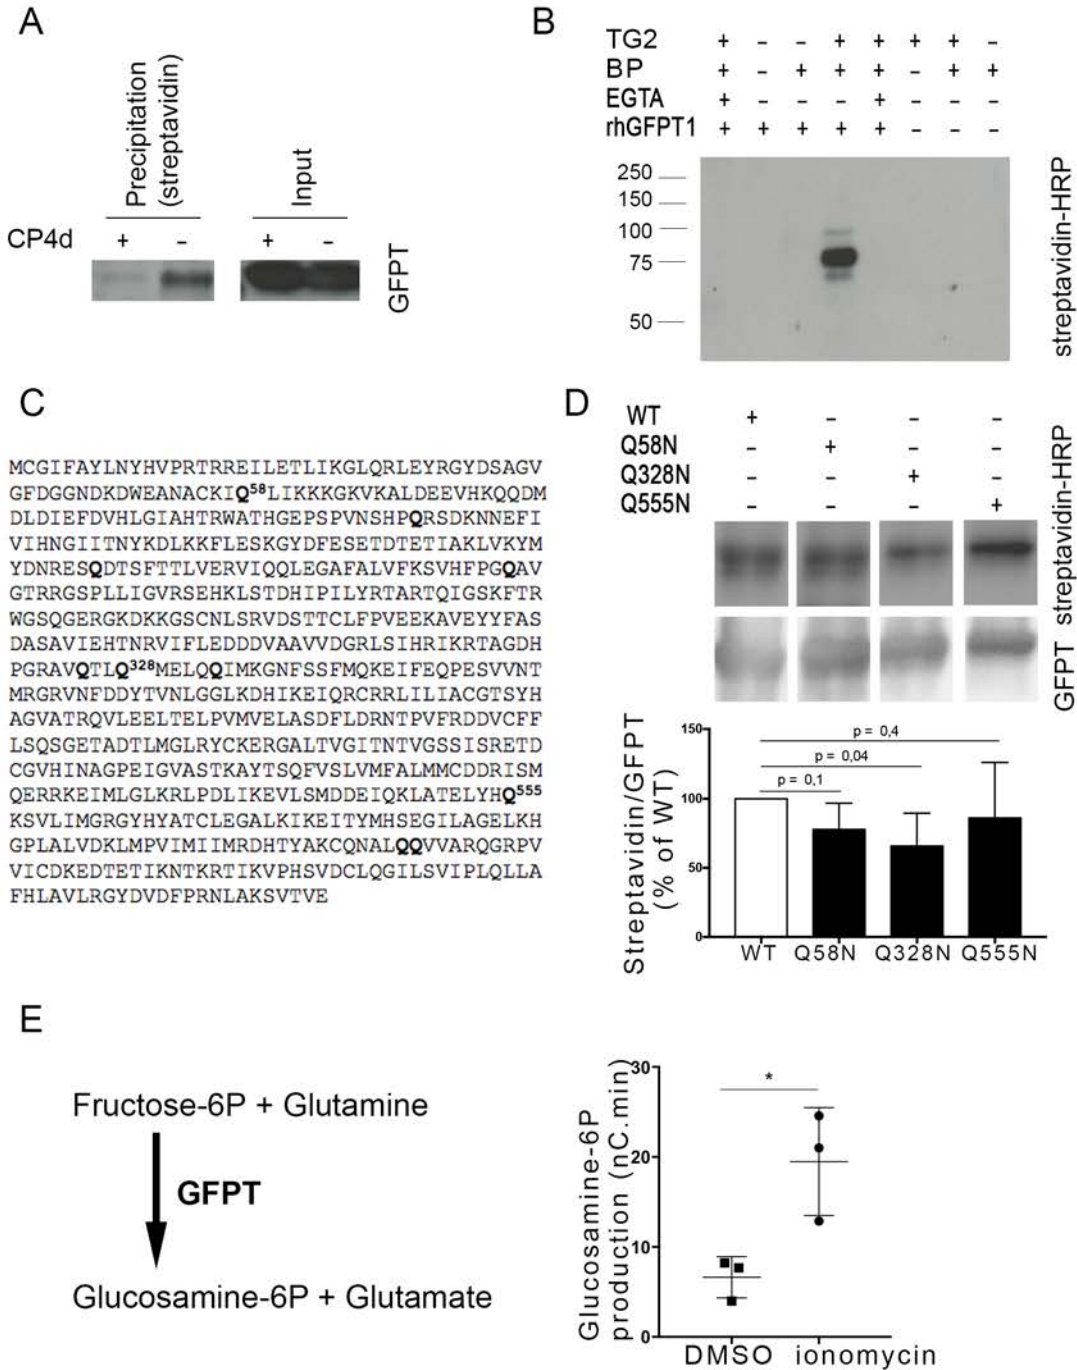 A
Precipitation
(streptavidin)
Input
CP4d + – + –
GFPT
B
TG2 + – – + + + + –
BP + – + + + – + +
EGTA + – – – + – – –
rhGFPT1 + + + + + – – –
250
150
100
75
50
streptavidin-HRP
C
MCGIFAYLNYHVPRTRREILETLIKGLQRLEYRGYDSAGV
GFDGGNDKDWEANACKIQ58LIKKKGKVKALDEEVHKQQDM
DLDIEFDVHLGIAHTRWATHGEPSPVNSHPQRSDKNNEFI
VIHNGIITNYKDLKKFLESKGYDFESETDTETIAKLVKYM
YDNRESQDTSFTTLVERVIQQLEGAFALVFKSVHFPGQAV
GTRRGSPLLIGVRSEHKLSTDHIPILYRTARTQIGSKFTR
WGSQGERGKDKKGSCNLSRVDSTTCLFPVEEKAVEYYFAS
DASAVIEHTNRVIFLEDDDVAAVVDGRLSIHRIKRTAGDH
PGRAVQTLQ328MELQQIMKGNFSSFMQKEIFEQPESVVNT
MRGRVNFDDYTVNLGGLKDHIKEIQRCRRLILIACGTSYH
AGVATRQVLEELTELPVMVELASDFLDRNTPVFRDDVCFF
LSQSGETADTLMGLRYCKERGALTVGITNTVGSSISRETD
CGVHINAGPEIGVASTKAYTSQFVSLVMFALMMCDDRISM
QERRKEIMLGLKRLPDLIKEVLSMDDEIQKLATELYHQ555
KSVLIMGRGYHYATCLEGALKIKEITYMHSEGILAGELKH
GPLALVDKLMPVIMIIMRDHTYAKCQNALQQVVARQGRPV
VICDKEDTETIKNTKRTIKVPHSVDCLQGILSVIPLQLLA
FHLAVLRGYDVDFPRNLAKSVTVE
D
WT + – – –
Q58N – + – –
Q328N – – + –
Q555N – – – +
streptavidin-HRP
GFPT
Streptavidin/GFPT
(% of WT)
150
100
50
0
p = 0,4
p = 0,04
p = 0,1
WT Q58N Q328N Q555N
E
Fructose-6P + Glutamine
GFPT
Glucosamine-6P + Glutamate
Glucosamine-6P
production (nC.min)
30
20
10
0
*
DMSO ionomycin